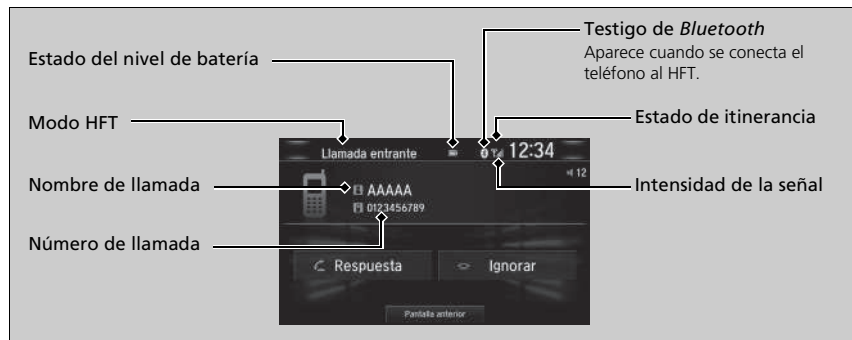 Testigo de Bluetooth
Aparece cuando se conecta el
teléfono al HFT.
Estado del nivel de batería
Estado de itinerancia
Modo HFT
Llamada entrante
12:34
12
Nombre de llamada
AAAAA
Intensidad de la señal
0123456789
Número de llamada
Respuesta
Ignorar
Pantalla anterior